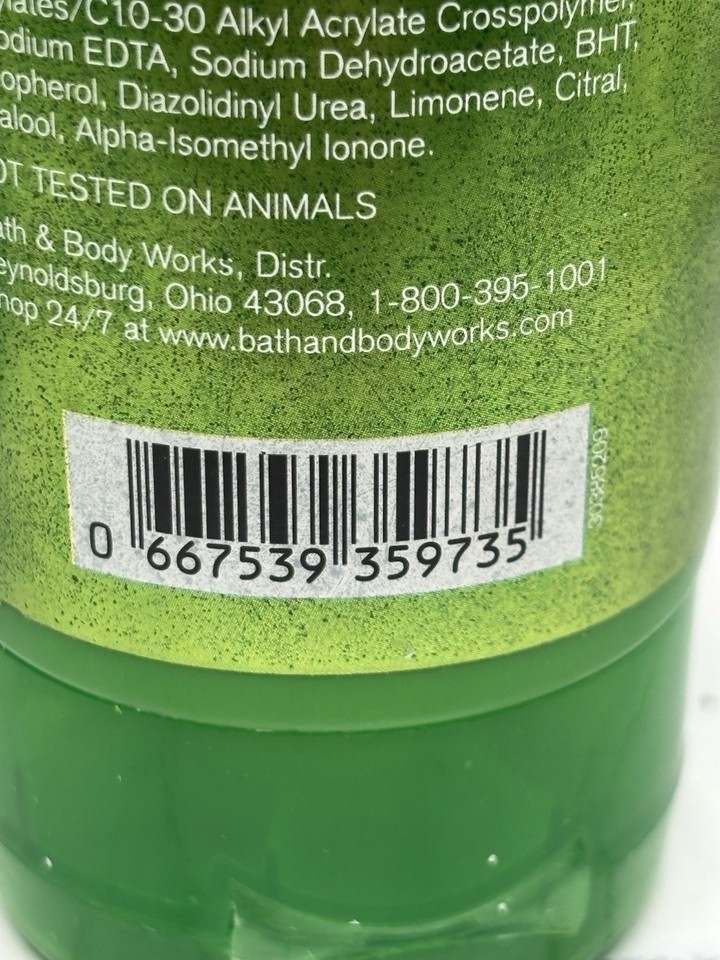 ylates/C10-30 Alkyl Acrylate Crosspolymer,
odium EDTA, Sodium Dehydroacetate, BHT,
opherol, Diazolidinyl Urea, Limonene, Citral,
alool, Alpha-Isomethyl Ionone.
OT TESTED ON ANIMALS
ath & Body Works, Distr.
eynoldsburg, Ohio 43068, 1-800-395-1001
hop 24/7 at www.bathandbodyworks.com
0 667539 359735